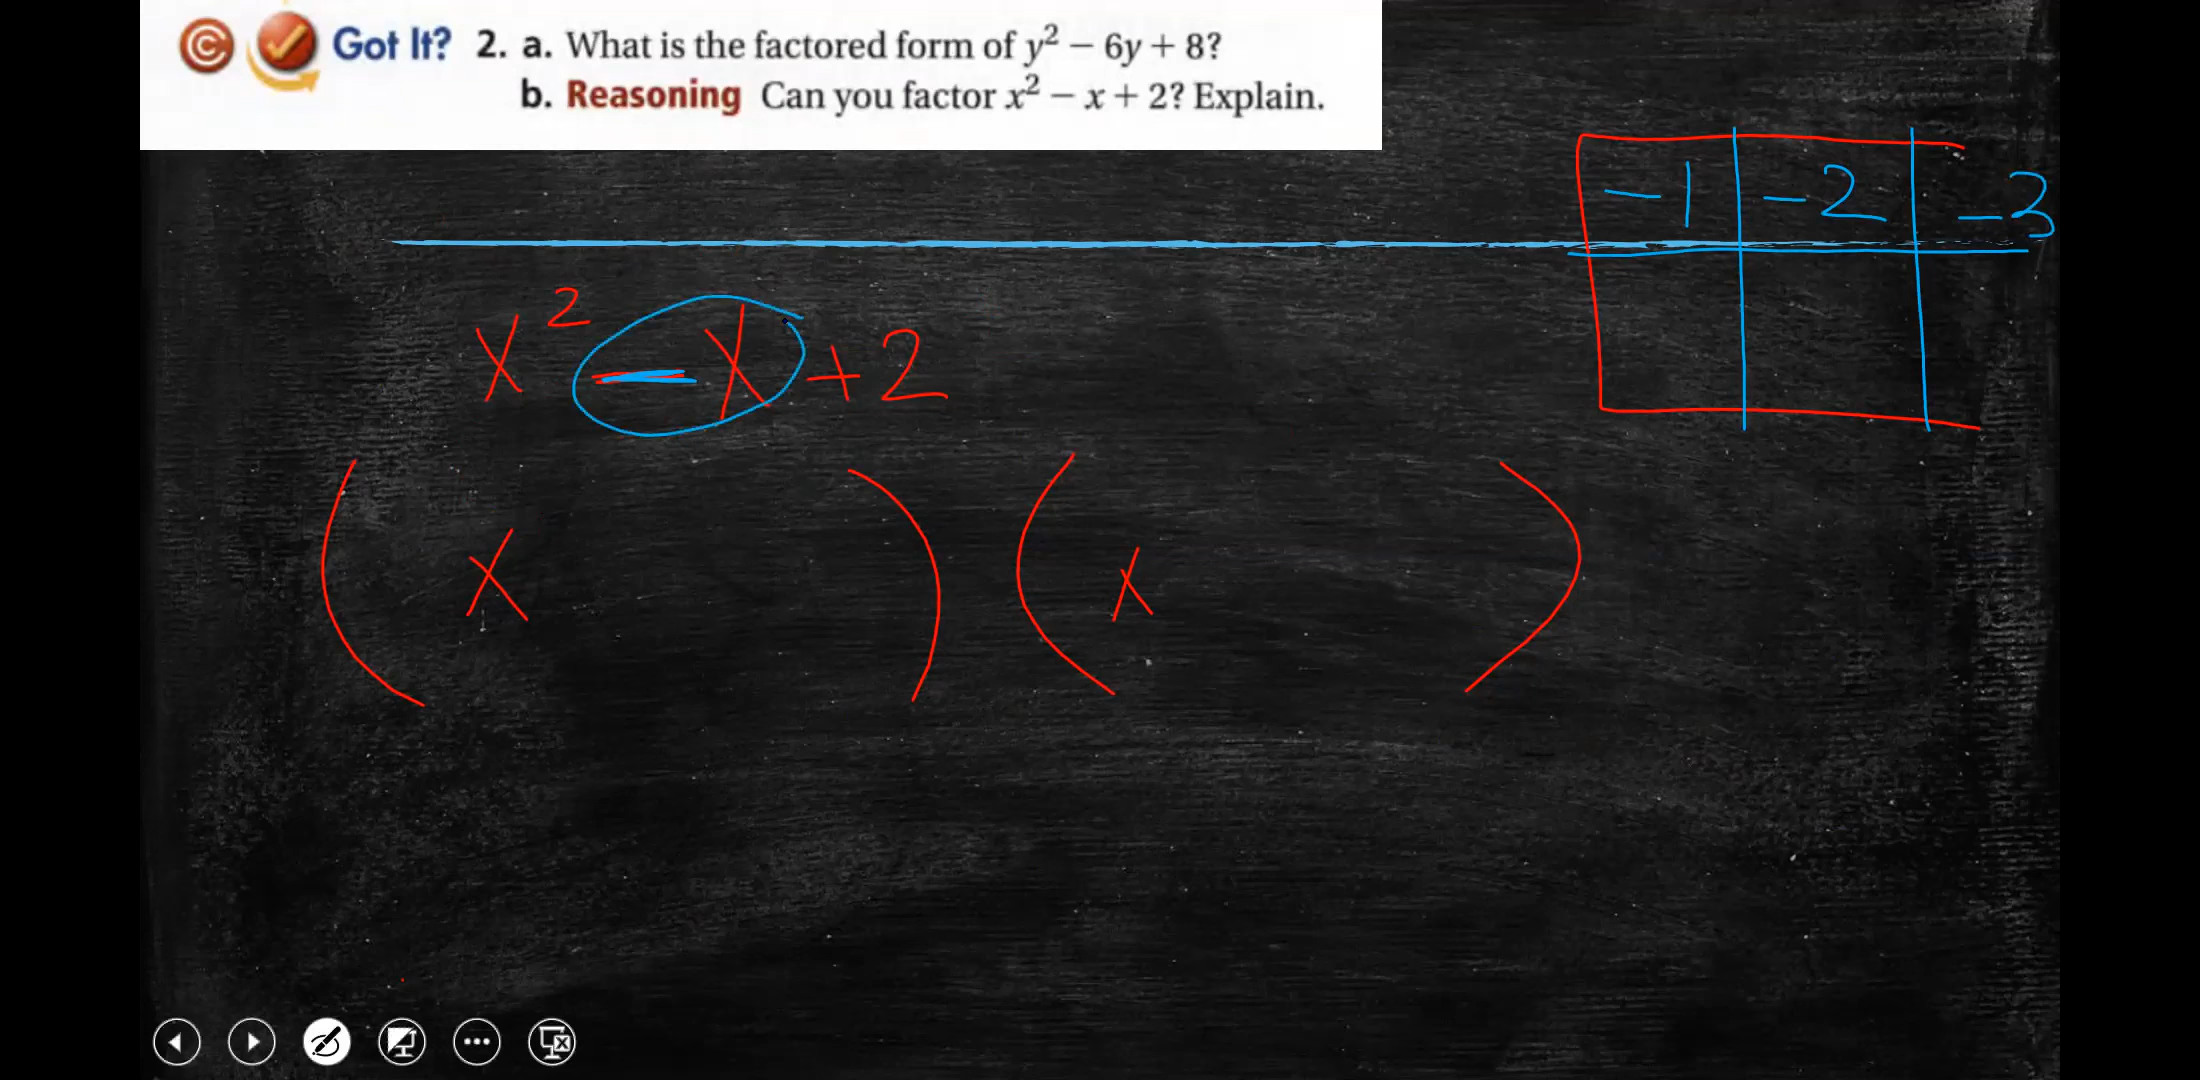 © Got It? 2. a. What is the factored form of y² − 6y + 8?
b. Reasoning Can you factor x² − x + 2? Explain.
-1 -2 -3
x² - x + 2
( x ) ( x )